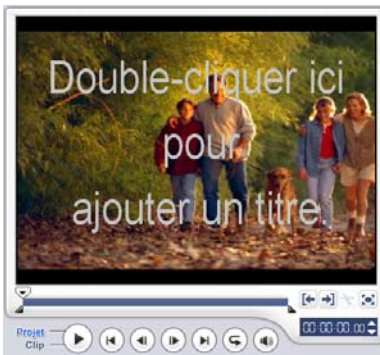 Double-cliquer ici
pour
ajouter un titre.
Projet
Clip
00:00:00.00